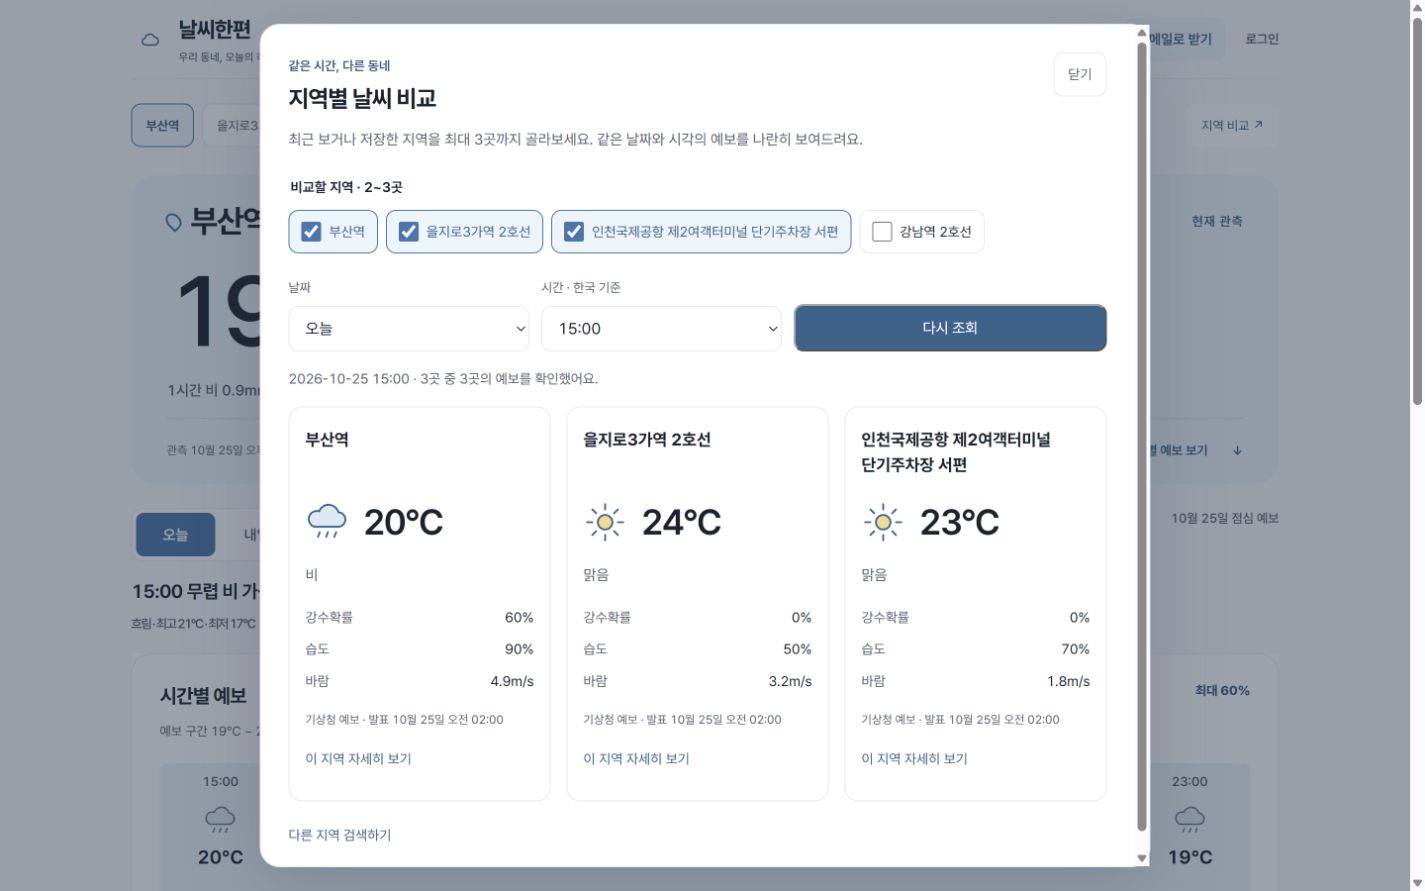 날씨한편
우리 동네, 오늘의
메일로 받기
로그인
부산역
을지로3
지역 비교 ↗
부산역
현재 관측
19
1시간 비 0.9m
관측 10월 25일 오
별 예보 보기 ↓
오늘
내일
10월 25일 점심 예보
15:00 무렵 비 가
흐림·최고21°C·최저17°C
시간별 예보
최대 60%
예보 구간 19°C ~
15:00
20°C
23:00
19°C
같은 시간, 다른 동네
지역별 날씨 비교
닫기
최근 보거나 저장한 지역을 최대 3곳까지 골라보세요. 같은 날짜와 시각의 예보를 나란히 보여드려요.
비교할 지역 · 2~3곳
부산역
을지로3가역 2호선
인천국제공항 제2여객터미널 단기주차장 서편
강남역 2호선
날짜
시간 · 한국 기준
오늘
15:00
다시 조회
2026-10-25 15:00 · 3곳 중 3곳의 예보를 확인했어요.
부산역
20°C
비
강수확률 60%
습도 90%
바람 4.9m/s
기상청 예보 · 발표 10월 25일 오전 02:00
이 지역 자세히 보기
을지로3가역 2호선
24°C
맑음
강수확률 0%
습도 50%
바람 3.2m/s
기상청 예보 · 발표 10월 25일 오전 02:00
이 지역 자세히 보기
인천국제공항 제2여객터미널
단기주차장 서편
23°C
맑음
강수확률 0%
습도 70%
바람 1.8m/s
기상청 예보 · 발표 10월 25일 오전 02:00
이 지역 자세히 보기
다른 지역 검색하기